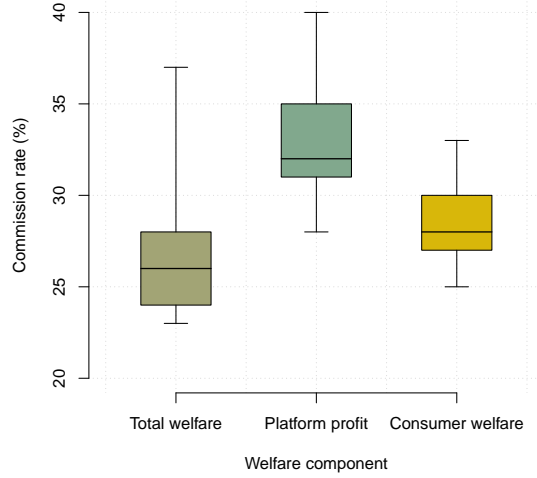 40
35
30
25
20
Commission rate (%)
Total welfare
Platform profit
Consumer welfare
Welfare component